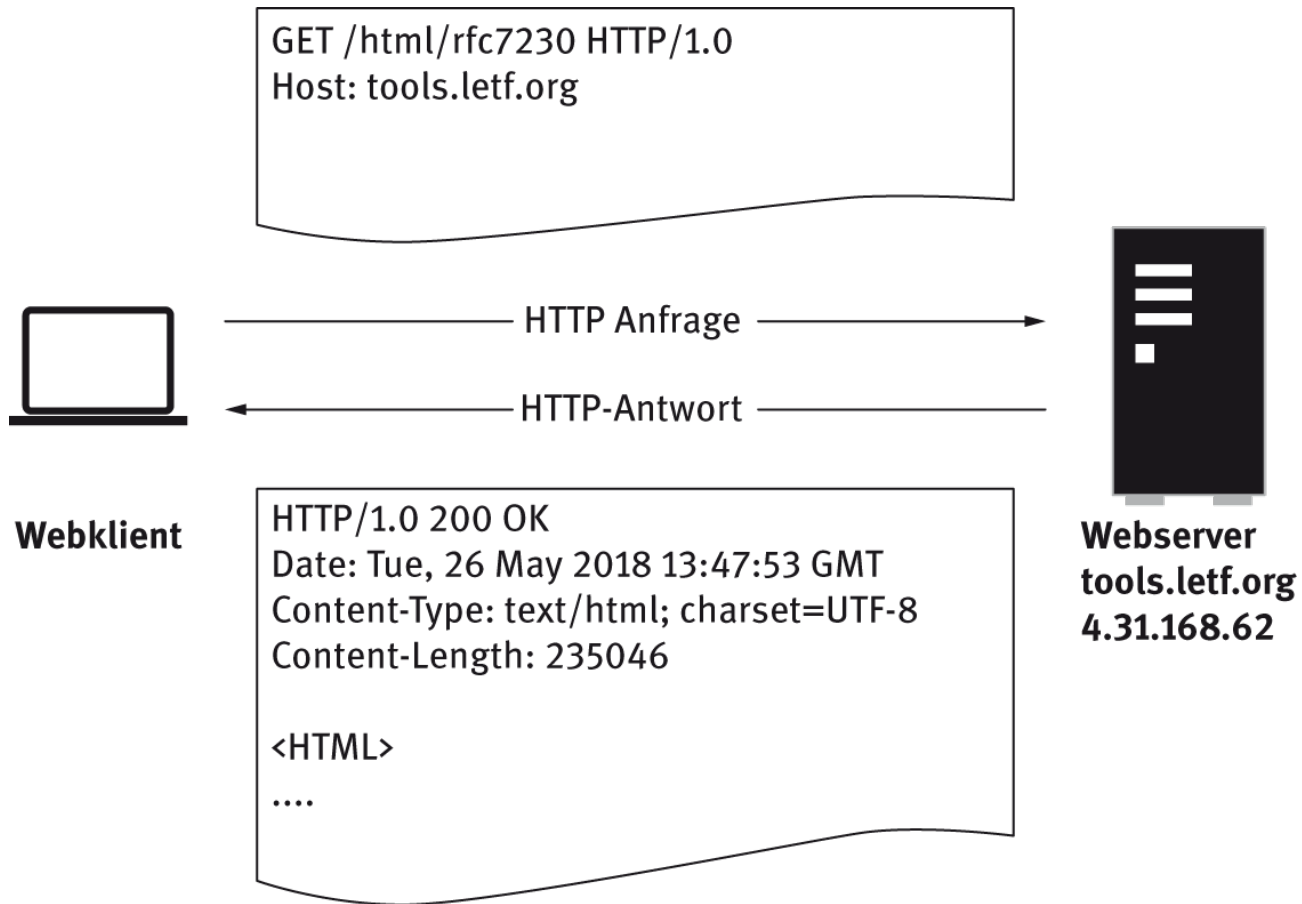 GET /html/rfc7230 HTTP/1.0
Host: tools.letf.org
HTTP Anfrage
HTTP-Antwort
Webklient
HTTP/1.0 200 OK
Date: Tue, 26 May 2018 13:47:53 GMT
Content-Type: text/html; charset=UTF-8
Content-Length: 235046
<HTML>
....
Webserver
tools.letf.org
4.31.168.62